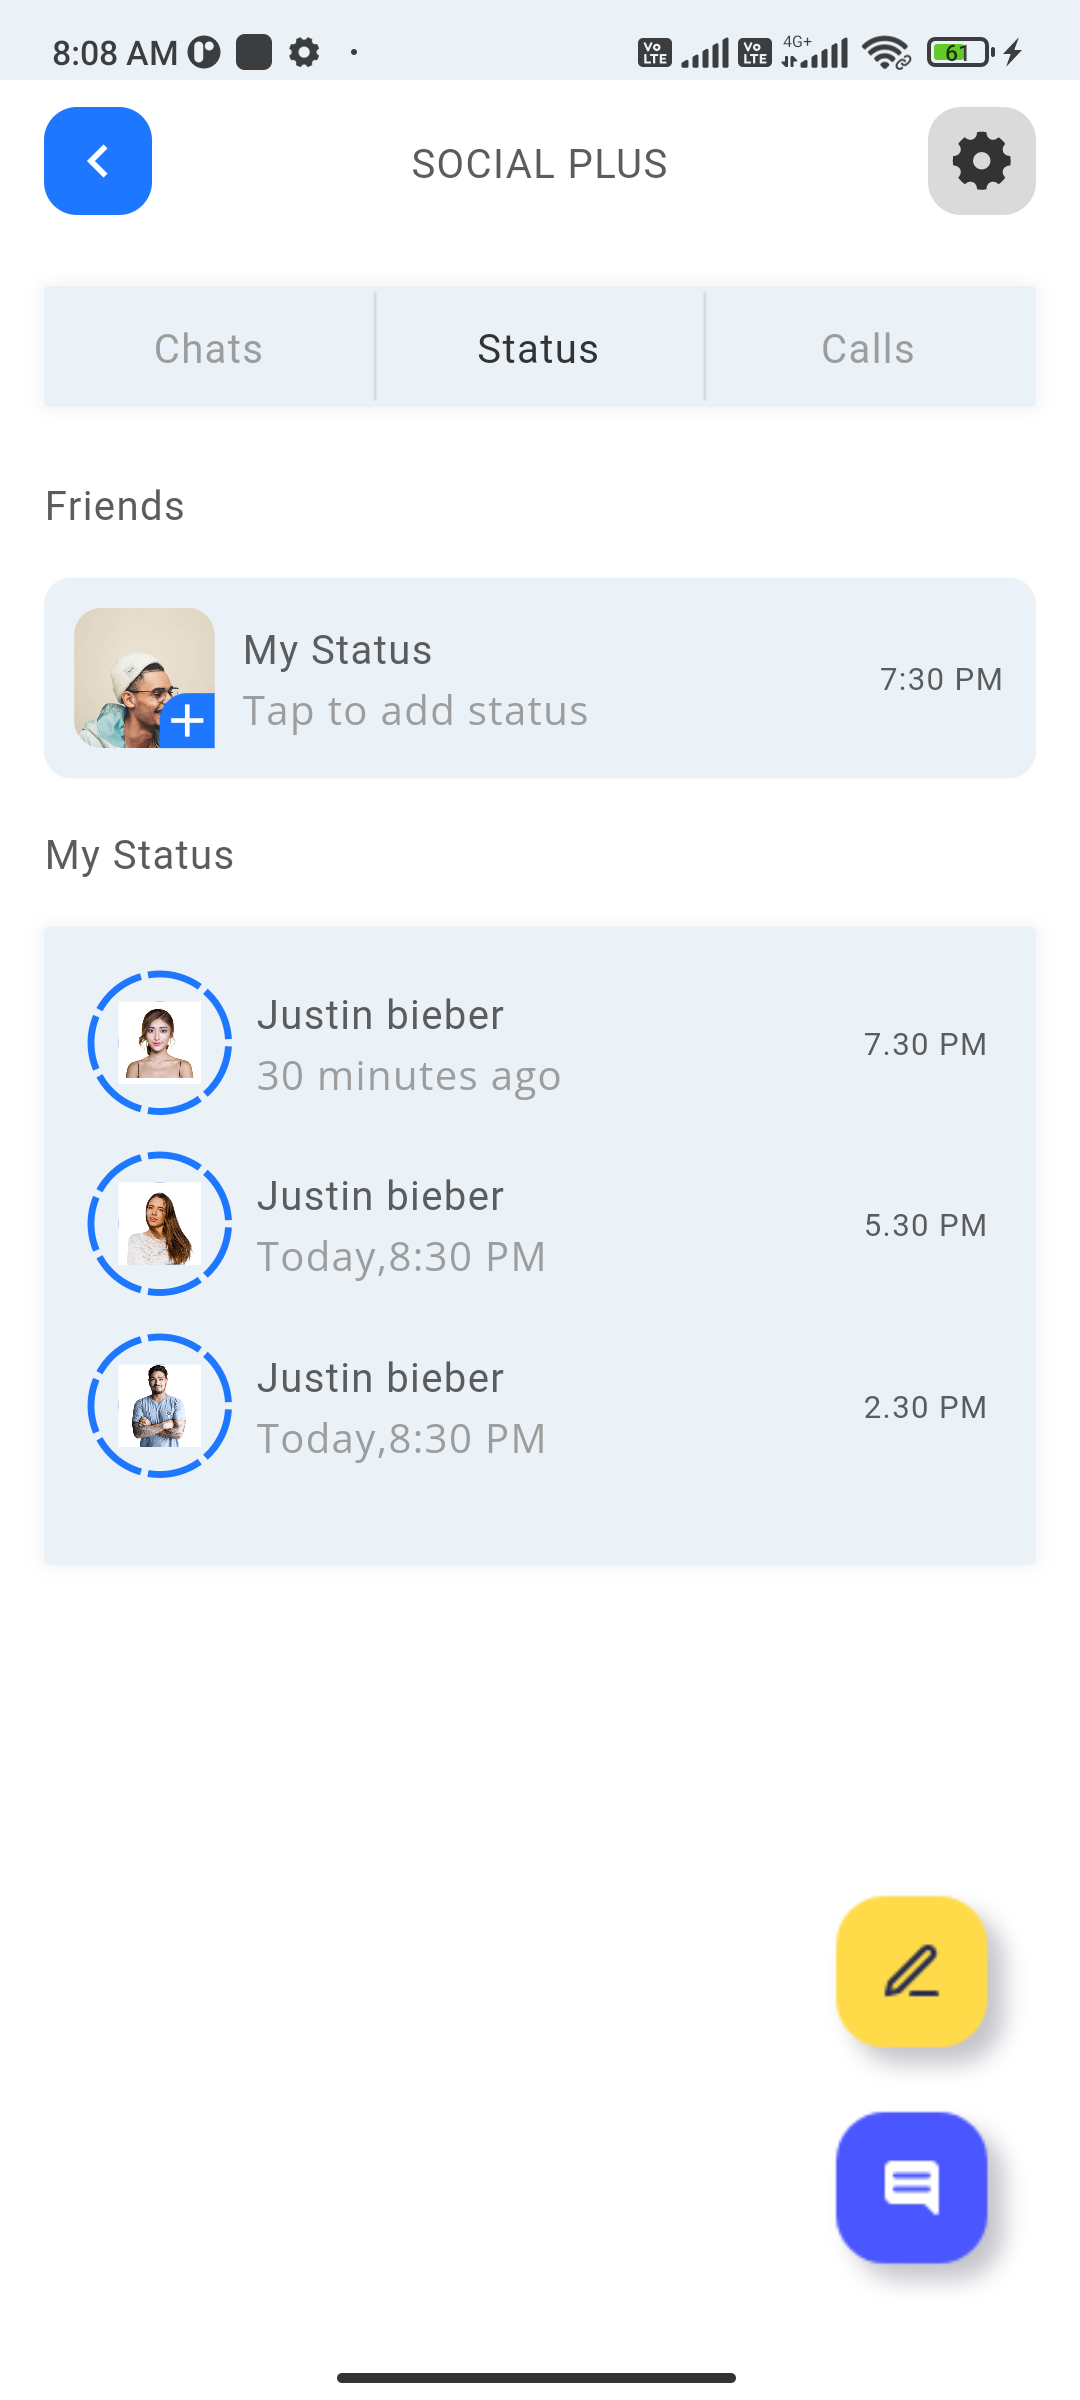 8:08 AM
Vo LTE
Vo LTE
4G+
61
SOCIAL PLUS
Chats
Status
Calls
Friends
My Status
Tap to add status
7:30 PM
My Status
Justin bieber
30 minutes ago
7.30 PM
Justin bieber
Today,8:30 PM
5.30 PM
Justin bieber
Today,8:30 PM
2.30 PM